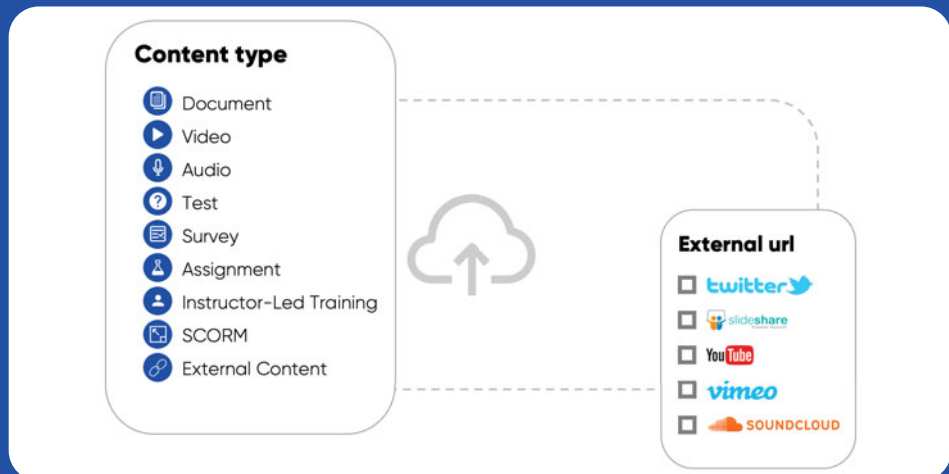 Content type
Document
Video
Audio
Test
Survey
Assignment
Instructor-Led Training
SCORM
External Content
External url
twitter
slideshare
YouTube
vimeo
SOUNDCLOUD